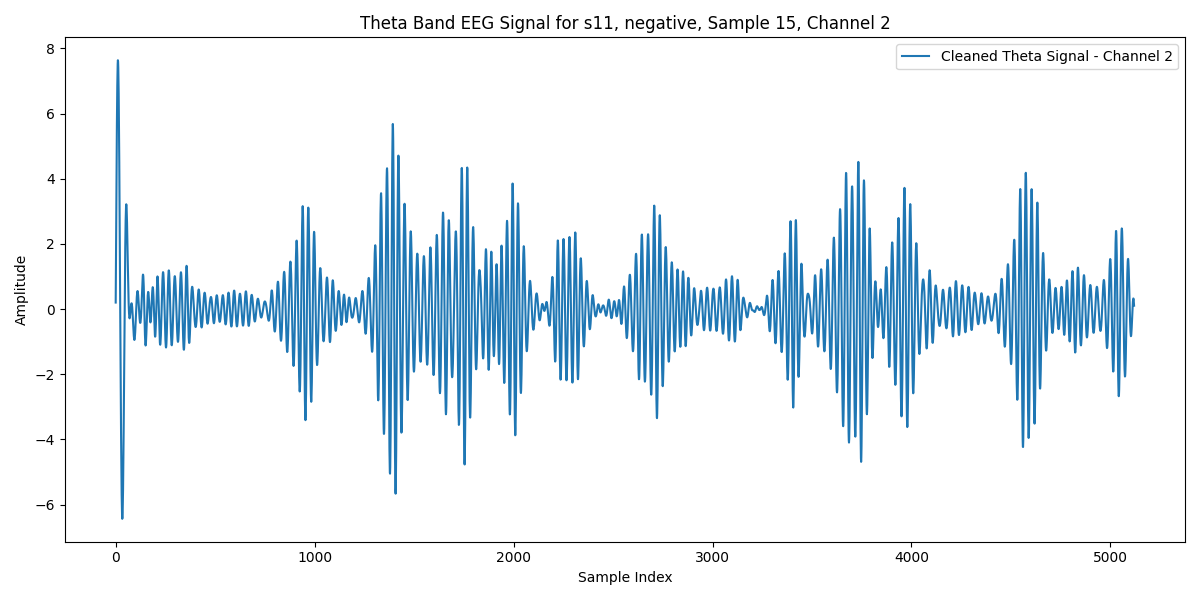 Theta Band EEG Signal for s11, negative, Sample 15, Channel 2
Cleaned Theta Signal - Channel 2
Amplitude
8
6
4
2
0
−2
−4
−6
0 1000 2000 3000 4000 5000
Sample Index